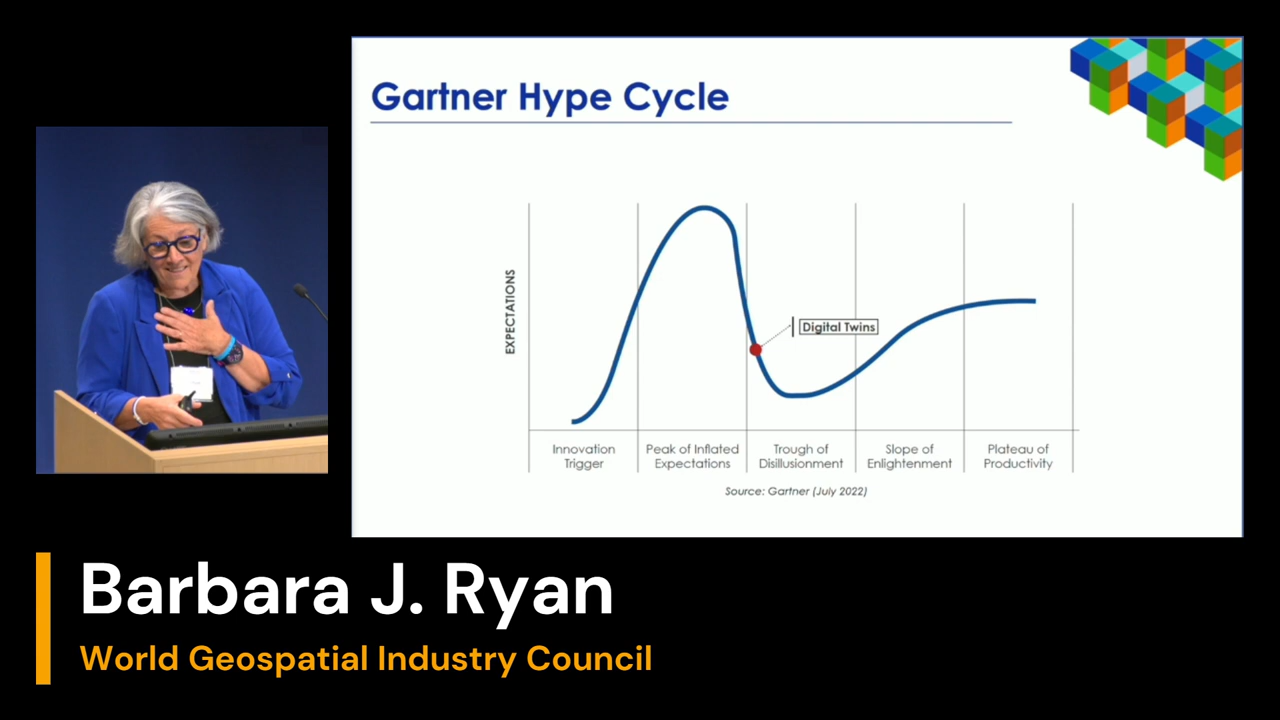 Gartner Hype Cycle
EXPECTATIONS
Digital Twins
Innovation
Trigger
Peak of Inflated
Expectations
Trough of
Disillusionment
Slope of
Enlightenment
Plateau of
Productivity
Source: Gartner (July 2022)
Barbara J. Ryan
World Geospatial Industry Council